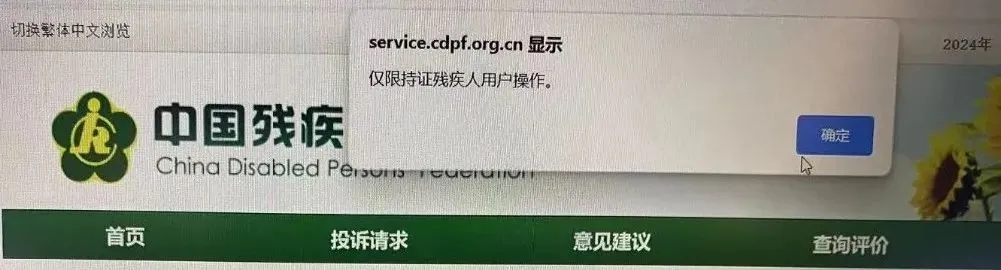 切换繁体中文浏览
service.cdpf.org.cn 显示
2024年
仅限持证残疾人用户操作。
确定
中国残疾
China Disabled Persons' Federation
首页 投诉请求 意见建议 查询评价